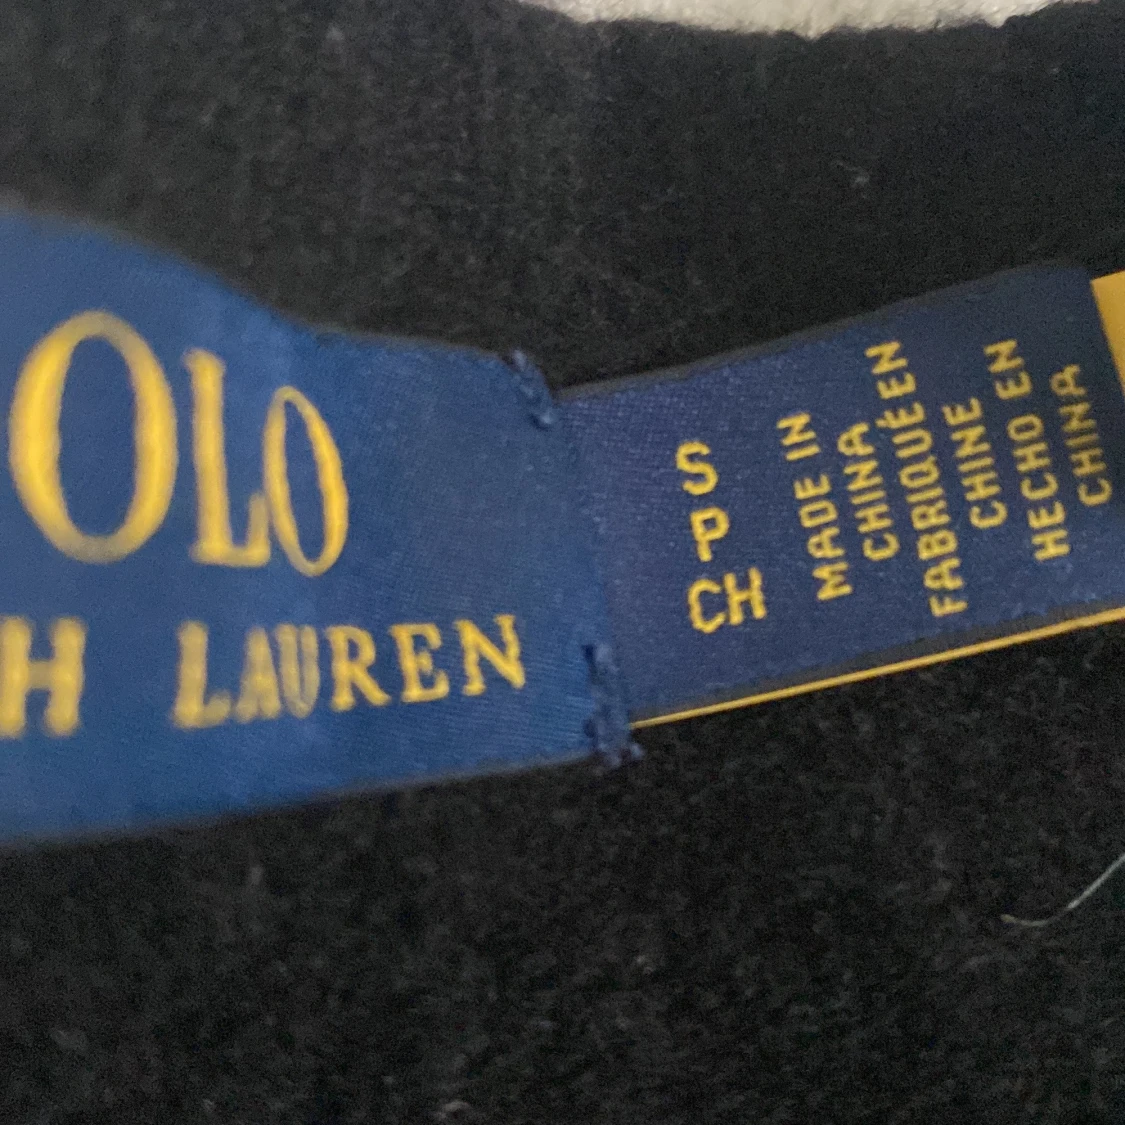 OLO
H LAUREN
S
P
CH
MADE IN
CHINA
FABRIQUÉ EN
CHINE
HECHO EN
CHINA